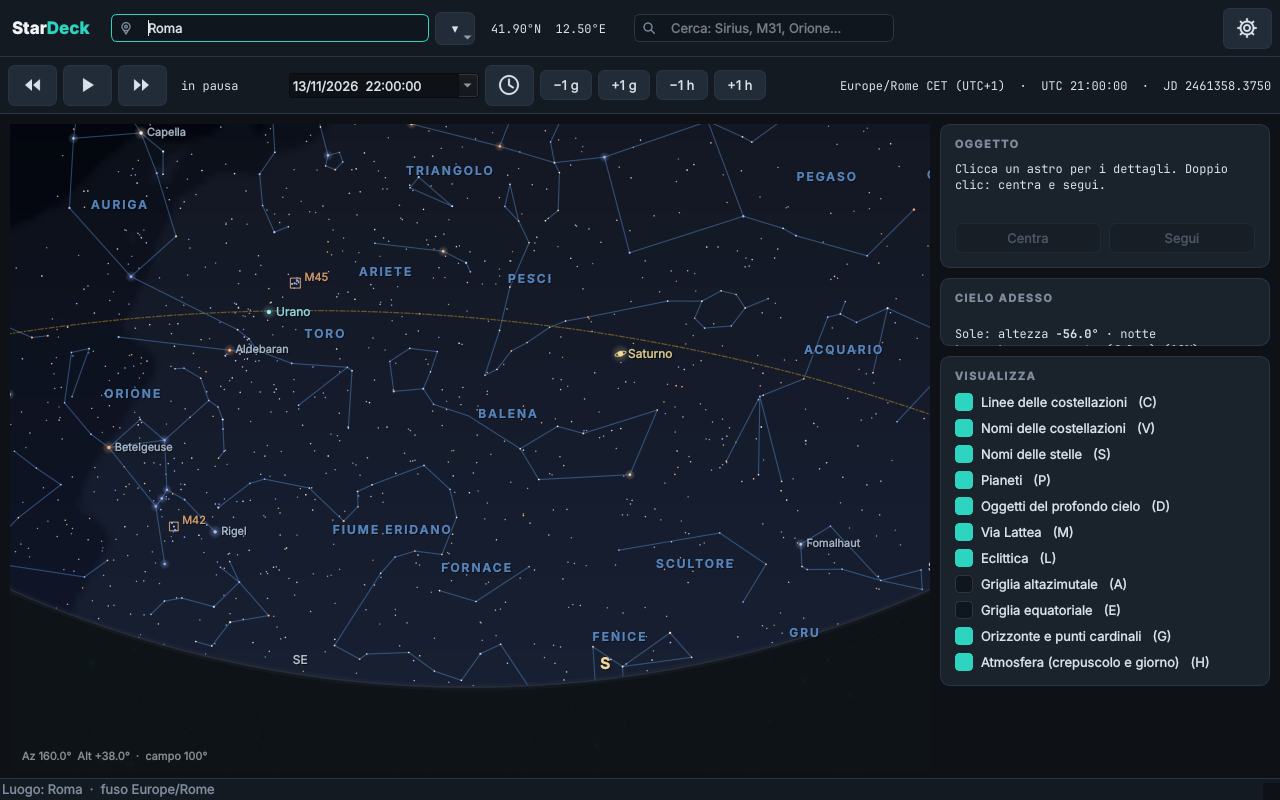 StarDeck
Roma
41.90°N 12.50°E
Cerca: Sirius, M31, Orione...
in pausa
13/11/2026 22:00:00
−1 g
+1 g
−1 h
+1 h
Europe/Rome CET (UTC+1) · UTC 21:00:00 · JD 2461358.3750
Capella
TRIANGOLO
PEGASO
AURIGA
M45
ARIETE
PESCI
Urano
TORO
Aldebaran
Saturno
ACQUARIO
ORIONE
BALENA
Betelgeuse
M42
Rigel
FIUME ERIDANO
Fomalhaut
FORNACE
SCULTORE
FENICE
GRU
SE
S
Az 160.0° Alt +38.0° · campo 100°
OGGETTO
Clicca un astro per i dettagli. Doppio
clic: centra e segui.
Centra
Segui
CIELO ADESSO
Sole: altezza -56.0° · notte
VISUALIZZA
Linee delle costellazioni (C)
Nomi delle costellazioni (V)
Nomi delle stelle (S)
Pianeti (P)
Oggetti del profondo cielo (D)
Via Lattea (M)
Eclittica (L)
Griglia altazimutale (A)
Griglia equatoriale (E)
Orizzonte e punti cardinali (G)
Atmosfera (crepuscolo e giorno) (H)
Luogo: Roma · fuso Europe/Rome